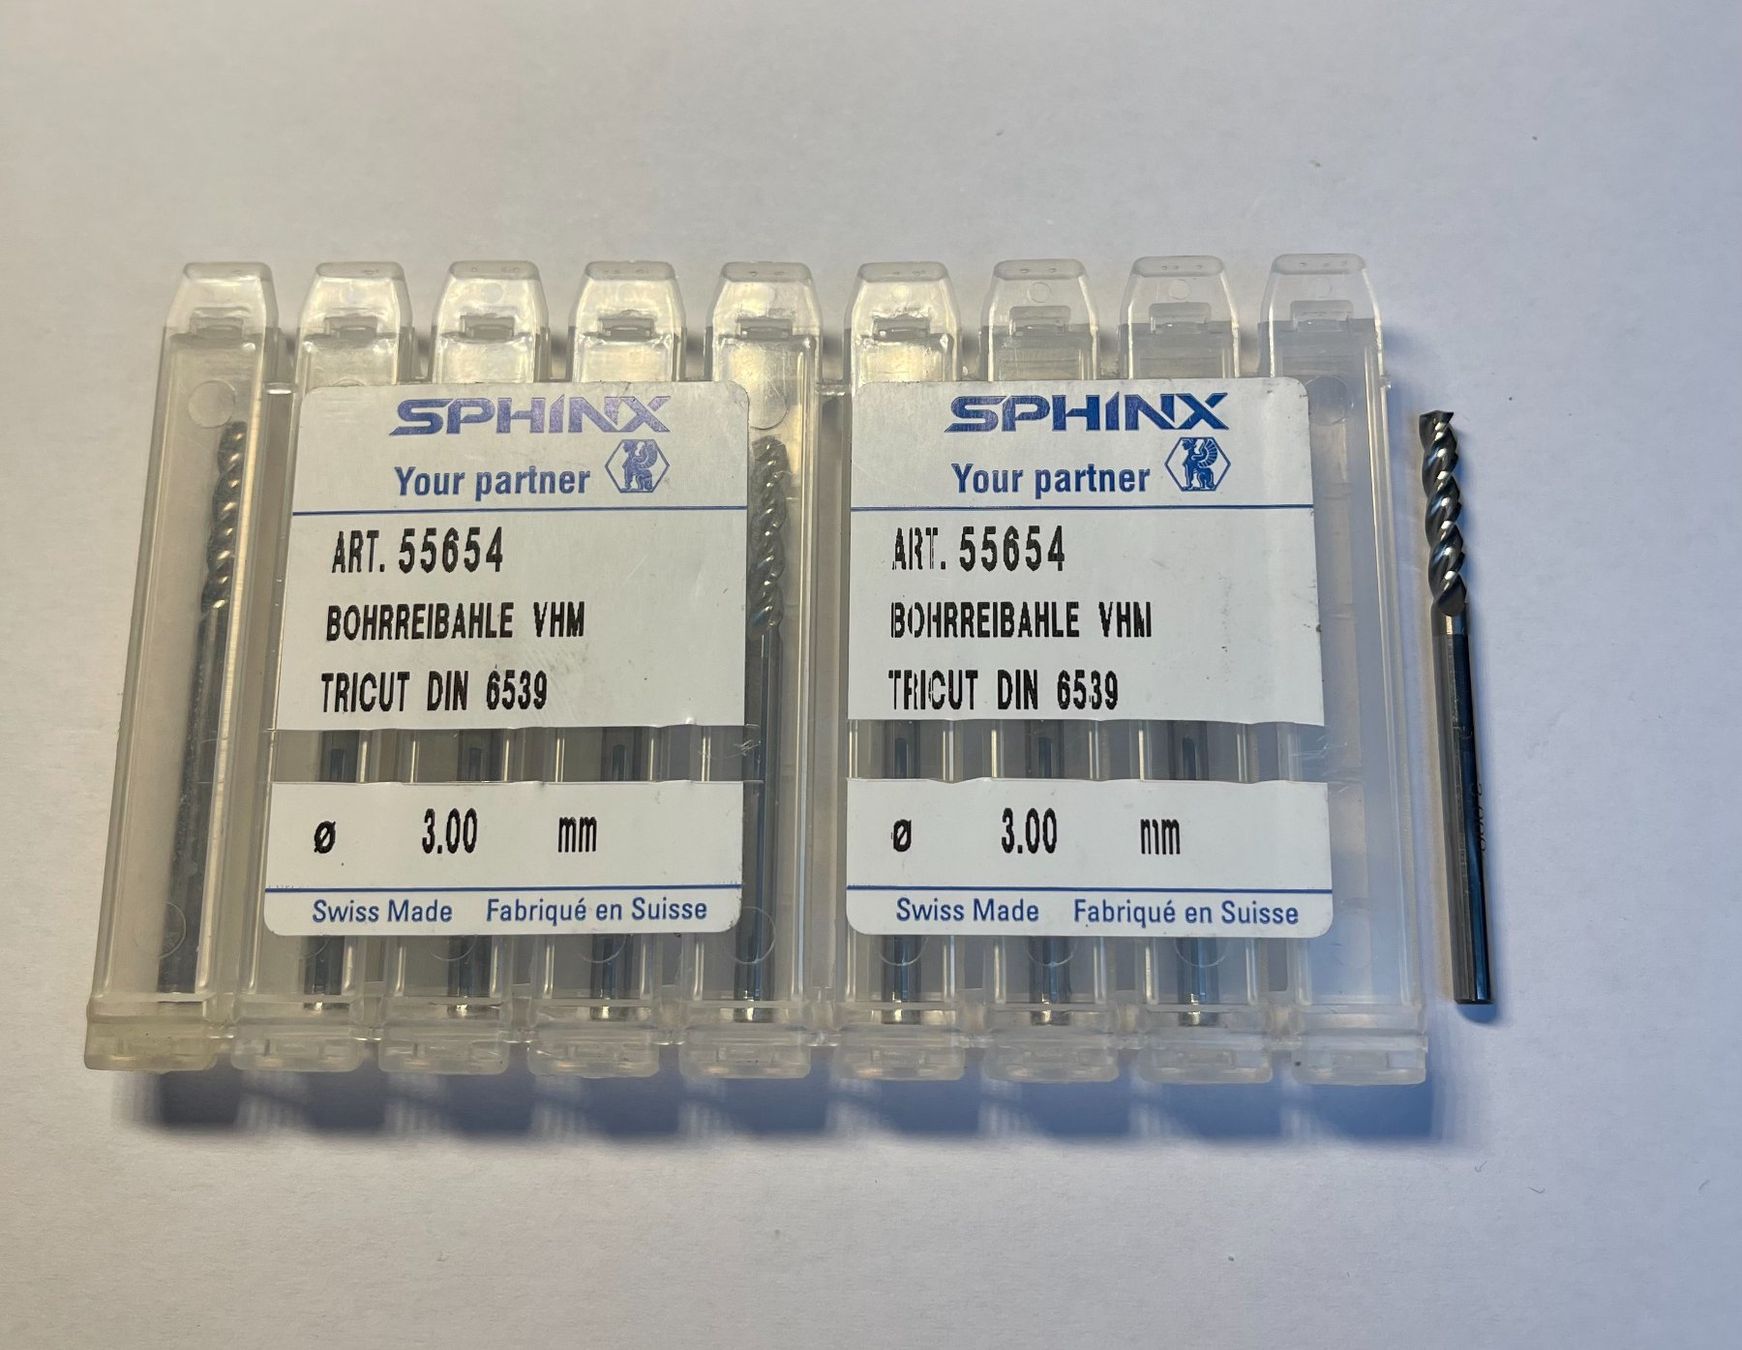 SPHINX
Your partner
ART. 55654
BOHRREIBAHLE VHM
TRICUT DIN 6539
ø 3.00 mm
Swiss Made Fabriqué en Suisse
SPHINX
Your partner
ART. 55654
BOHRREIBAHLE VHM
TRICUT DIN 6539
ø 3.00 mm
Swiss Made Fabriqué en Suisse